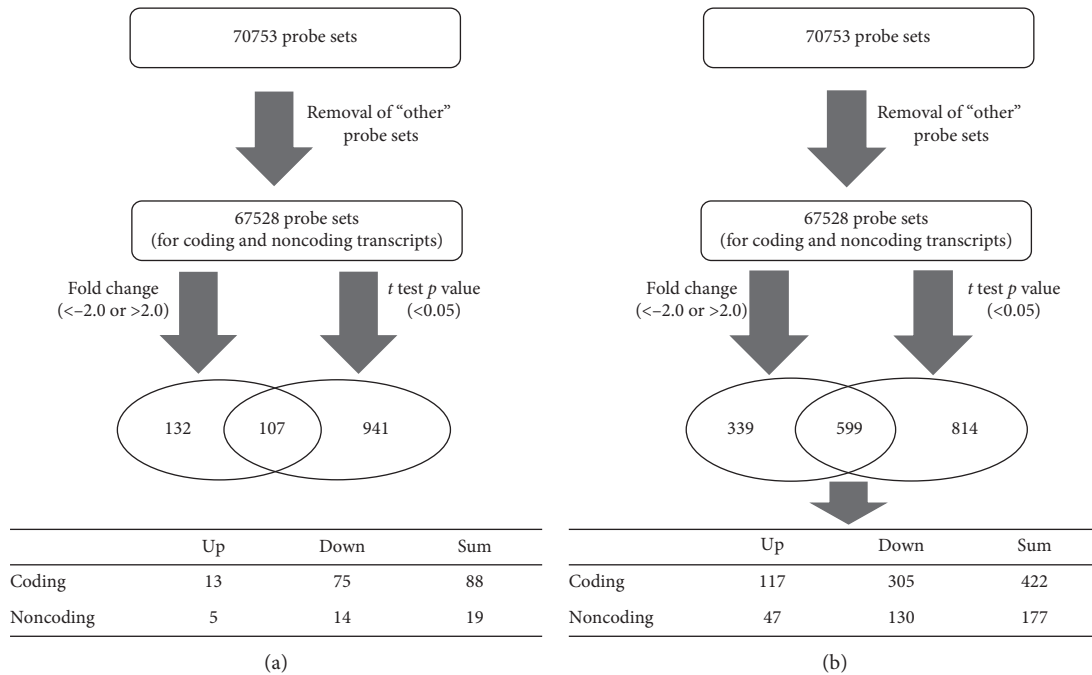 70753 probe sets
Removal of “other”
probe sets
67528 probe sets
(for coding and noncoding transcripts)
Fold change
(<–2.0 or >2.0)
t test p value
(<0.05)
132
107
941
Up Down Sum
Coding 13 75 88
Noncoding 5 14 19
(a)
70753 probe sets
Removal of “other”
probe sets
67528 probe sets
(for coding and noncoding transcripts)
Fold change
(<–2.0 or >2.0)
t test p value
(<0.05)
339
599
814
Up Down Sum
Coding 117 305 422
Noncoding 47 130 177
(b)